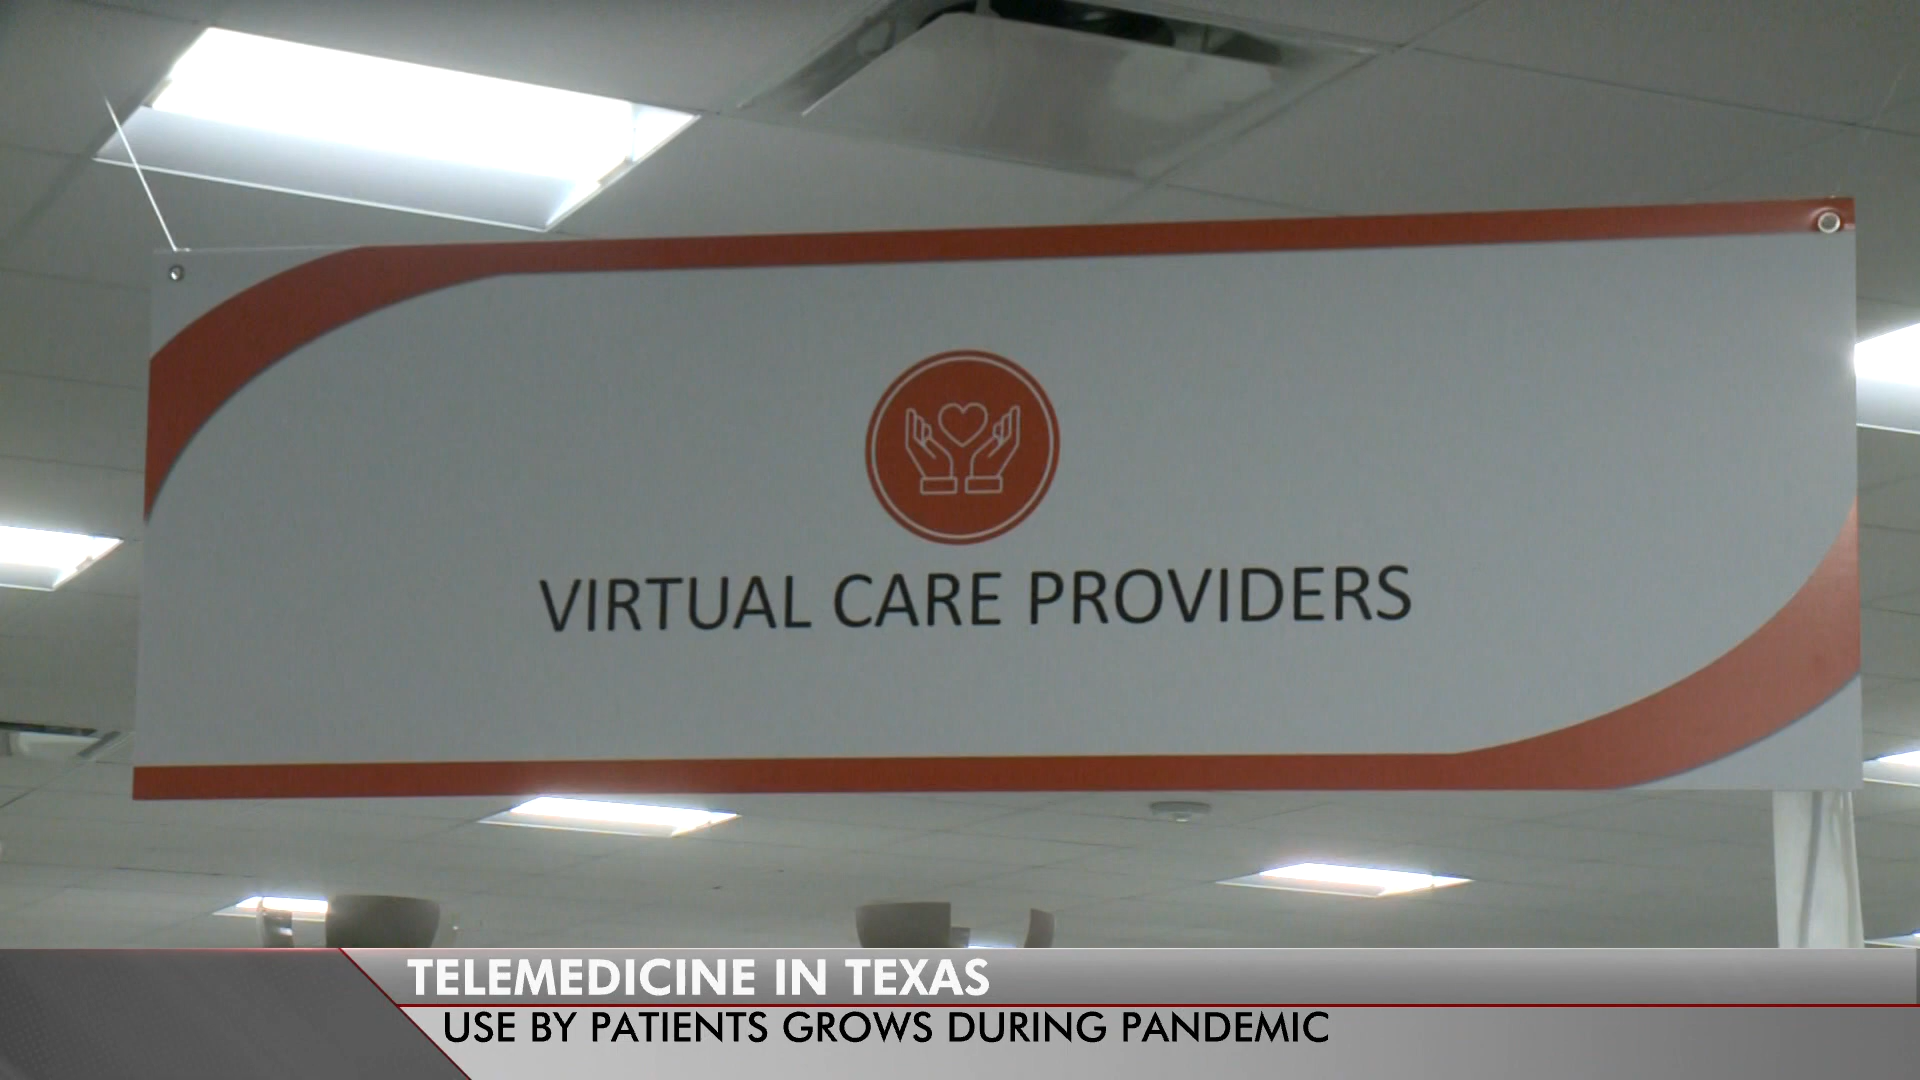 VIRTUAL CARE PROVIDERS
TELEMEDICINE IN TEXAS
USE BY PATIENTS GROWS DURING PANDEMIC